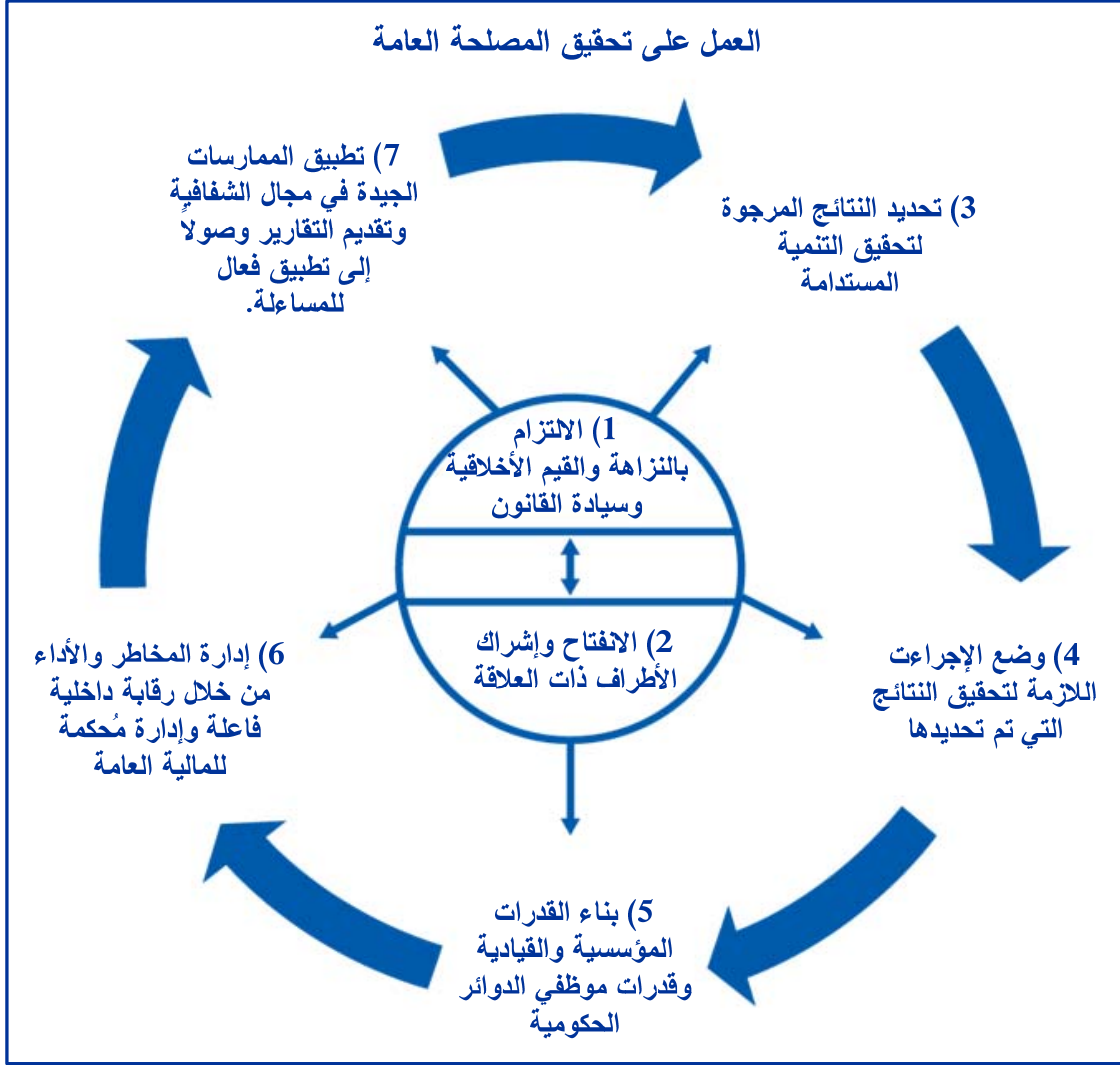 العمل على تحقيق المصلحة العامة
1) الالتزام
بالنزاهة والقيم الأخلاقية
وسيادة القانون
2) الانفتاح وإشراك
الأطراف ذات العلاقة
3) تحديد النتائج المرجوة
لتحقيق التنمية
المستدامة
4) وضع الإجراءت
اللازمة لتحقيق النتائج
التي تم تحديدها
5) بناء القدرات
المؤسسية والقيادية
وقدرات موظفي الدوائر
الحكومية
6) إدارة المخاطر والأداء
من خلال رقابة داخلية
فاعلة وإدارة مُحكمة
للمالية العامة
7) تطبيق الممارسات
الجيدة في مجال الشفافية
وتقديم التقارير وصولاً
إلى تطبيق فعال
للمساءلة.